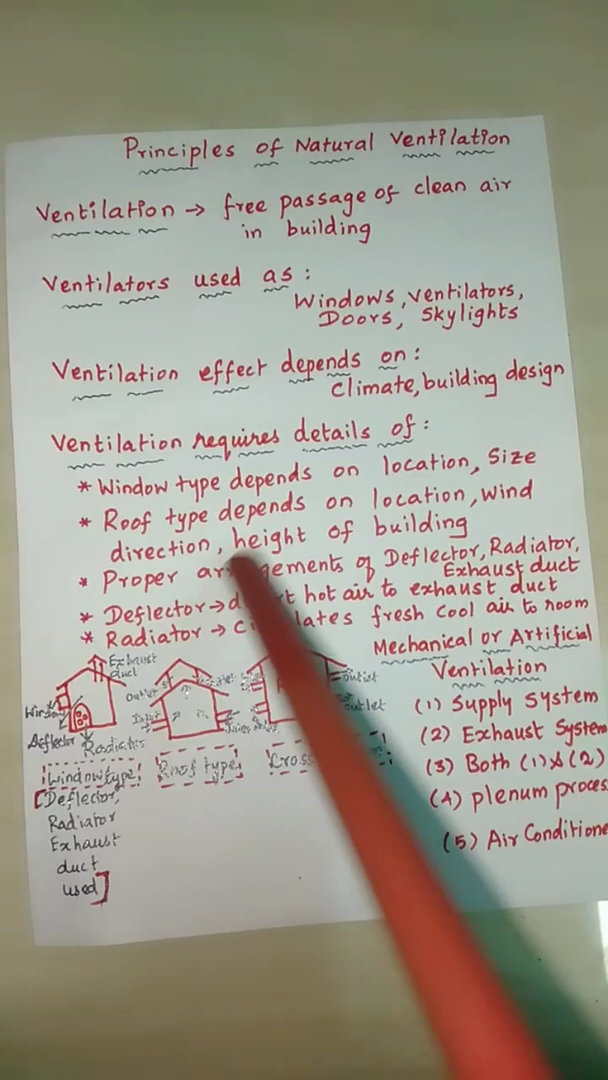 Principles of Natural Ventilation
Ventilation → free passage of clean air
in building
Ventilators used as :
Windows, ventilators,
Doors, Skylights
Ventilation effect depends on :
climate, building design
Ventilation requires details of :
* Window type depends on location, Size
* Roof type depends on location, wind
direction, height of building
* Proper of Deflector, Radiator,
Exhaust duct
* Deflector → hot air to exhaust duct
* Radiator → fresh cool air to room
Mechanical or Artificial
Ventilation
(1) Supply System
(2) Exhaust System
(3) Both (1) & (2)
(4) plenum proces
(5) Air Conditione
Exhaust
duct
Window
Deflector
Radiator
Outlet
Outlet
Outlet
Window type
Roof type
[Deflector,
Radiator
Exhaust
duct
used]